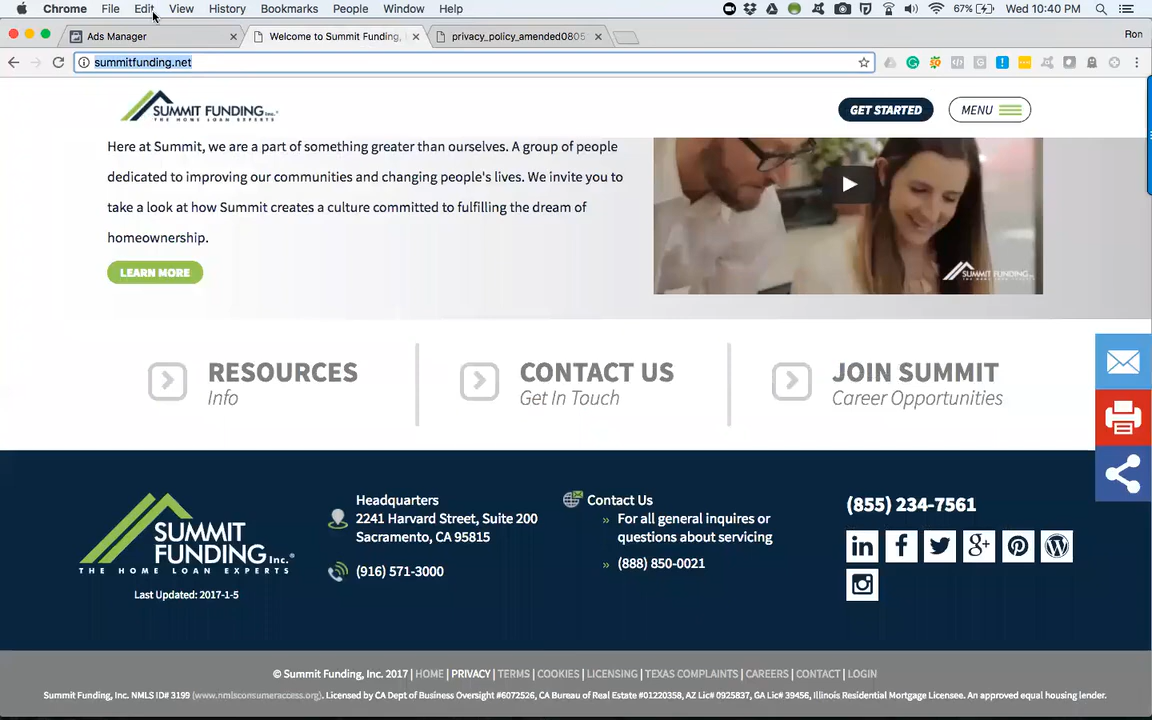 Chrome File Edit View History Bookmarks People Window Help 67% Wed 10:40 PM
Ads Manager Welcome to Summit Funding, privacy_policy_amended0805 Ron
summitfunding.net
SUMMIT FUNDING Inc.
THE HOME LOAN EXPERTS
GET STARTED MENU
Here at Summit, we are a part of something greater than ourselves. A group of people
dedicated to improving our communities and changing people's lives. We invite you to
take a look at how Summit creates a culture committed to fulfilling the dream of
homeownership.
LEARN MORE
SUMMIT FUNDING
RESOURCES
Info
CONTACT US
Get In Touch
JOIN SUMMIT
Career Opportunities
SUMMIT
FUNDING Inc.
THE HOME LOAN EXPERTS
Last Updated: 2017-1-5
Headquarters
2241 Harvard Street, Suite 200
Sacramento, CA 95815
(916) 571-3000
Contact Us
» For all general inquires or
questions about servicing
» (888) 850-0021
(855) 234-7561
© Summit Funding, Inc. 2017 | HOME | PRIVACY | TERMS | COOKIES | LICENSING | TEXAS COMPLAINTS | CAREERS | CONTACT | LOGIN
Summit Funding, Inc. NMLS ID# 3199 (www.nmlsconsumeraccess.org). Licensed by CA Dept of Business Oversight #6072526, CA Bureau of Real Estate #01220358, AZ Lic# 0925837, GA Lic# 39456, Illinois Residential Mortgage Licensee. An approved equal housing lender.